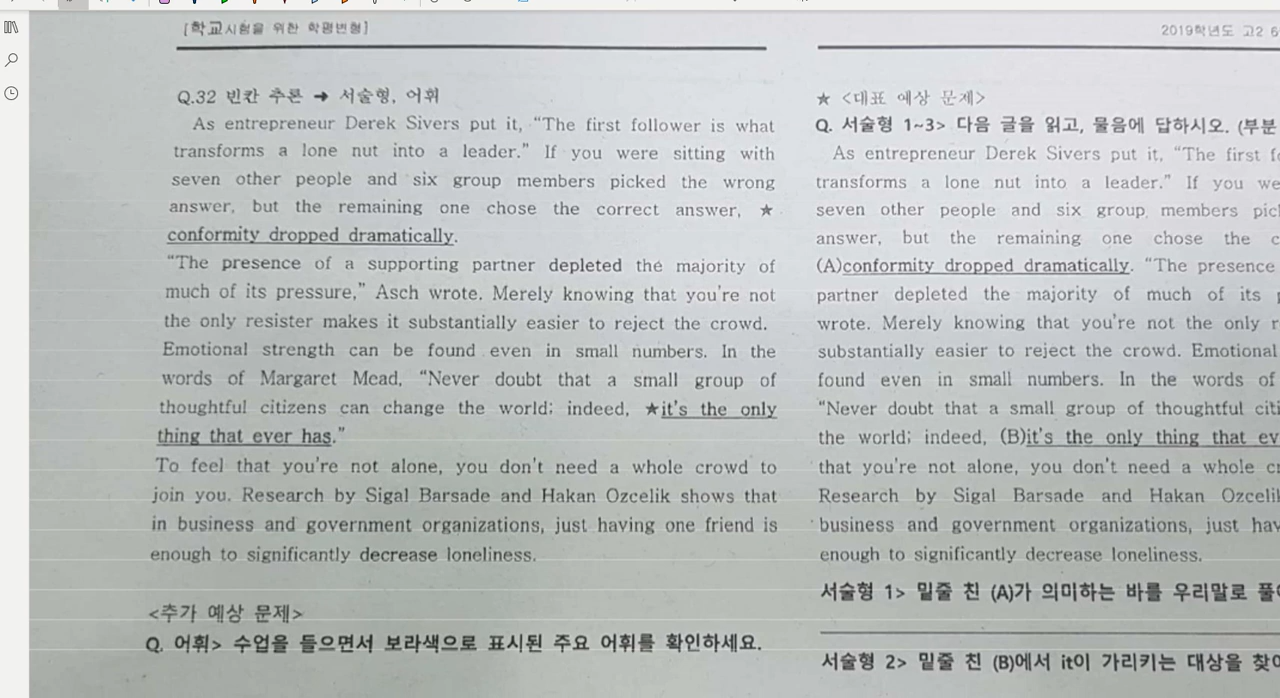 [학교시험을 위한 학평변형]
Q.32 빈칸 추론 → 서술형, 어휘
As entrepreneur Derek Sivers put it, “The first follower is what
transforms a lone nut into a leader.” If you were sitting with
seven other people and six group members picked the wrong
answer, but the remaining one chose the correct answer, ★
conformity dropped dramatically.
“The presence of a supporting partner depleted the majority of
much of its pressure,” Asch wrote. Merely knowing that you're not
the only resister makes it substantially easier to reject the crowd.
Emotional strength can be found even in small numbers. In the
words of Margaret Mead, “Never doubt that a small group of
thoughtful citizens can change the world; indeed, ★it's the only
thing that ever has.”
To feel that you're not alone, you don't need a whole crowd to
join you. Research by Sigal Barsade and Hakan Ozcelik shows that
in business and government organizations, just having one friend is
enough to significantly decrease loneliness.
<추가 예상 문제>
Q. 어휘> 수업을 들으면서 보라색으로 표시된 주요 어휘를 확인하세요.
2019학년도 고2 6
★ <대표 예상 문제>
Q. 서술형 1~3> 다음 글을 읽고, 물음에 답하시오. (부분
As entrepreneur Derek Sivers put it, “The first
transforms a lone nut into a leader.” If you
seven other people and six group members
answer, but the remaining one chose the
(A)conformity dropped dramatically. “The presence
partner depleted the majority of much of its
wrote. Merely knowing that you're not the only
substantially easier to reject the crowd. Emotional
found even in small numbers. In the words of
“Never doubt that a small group of thoughtful
the world; indeed, (B)it's the only thing that
that you're not alone, you don't need a whole
Research by Sigal Barsade and Hakan
business and government organizations, just
enough to significantly decrease loneliness.
서술형 1> 밑줄 친 (A)가 의미하는 바를 우리말로
서술형 2> 밑줄 친 (B)에서 it이 가리키는 대상을